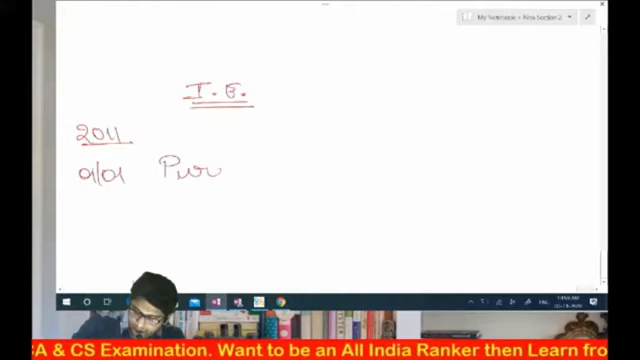 My Notebook » New Section 2
I. E.
2011
01/01 Pur
CA & CS Examination. Want to be an All India Ranker then Learn fro